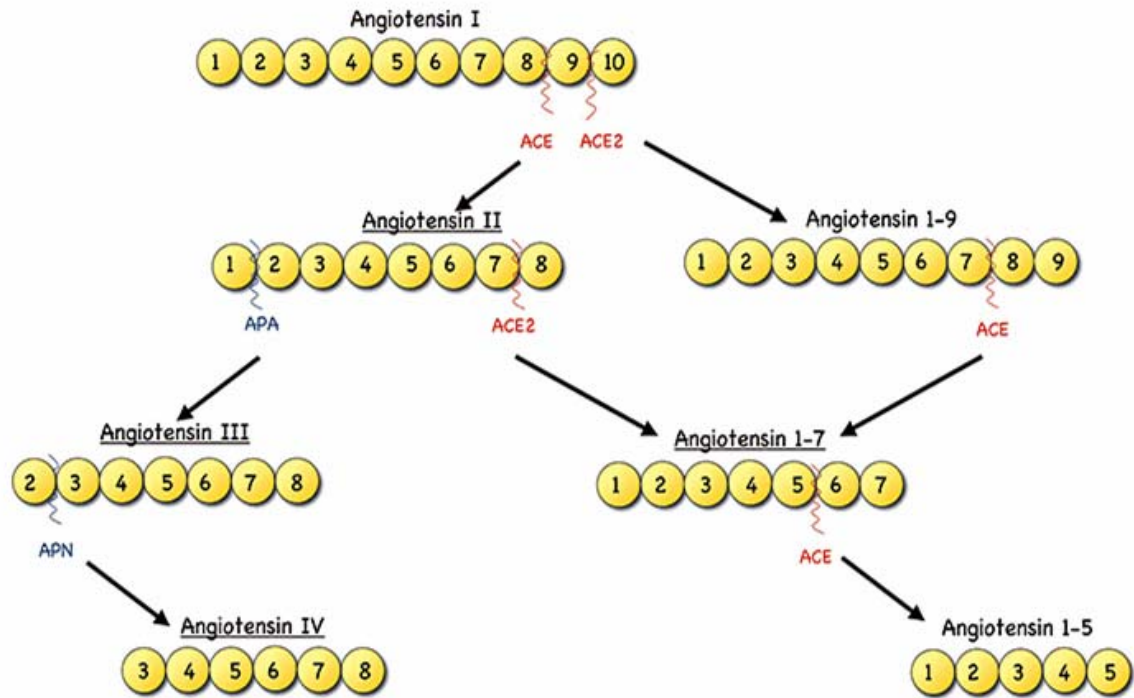 Angiotensin I
1 2 3 4 5 6 7 8 9 10
ACE ACE2
Angiotensin II
Angiotensin 1-9
1 2 3 4 5 6 7 8
1 2 3 4 5 6 7 8 9
APA
ACE2
ACE
Angiotensin III
Angiotensin 1-7
2 3 4 5 6 7 8
1 2 3 4 5 6 7
APN
ACE
Angiotensin IV
Angiotensin 1-5
3 4 5 6 7 8
1 2 3 4 5